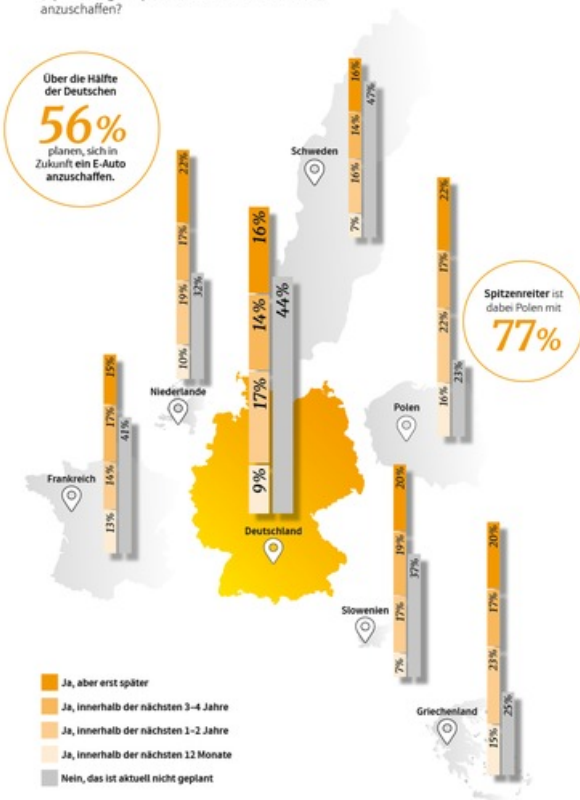 anzuschaffen?
Über die Hälfte
der Deutschen
56%
planen, sich in
Zukunft ein E-Auto
anzuschaffen.
Schweden
16%
14%
16%
7%
47%
Niederlande
22%
17%
19%
10%
32%
16%
14%
17%
9%
44%
Deutschland
Spitzenreiter ist
dabei Polen mit
77%
22%
17%
22%
16%
23%
Polen
Frankreich
15%
17%
14%
13%
41%
Slowenien
20%
19%
17%
7%
37%
Griechenland
20%
17%
23%
15%
25%
Ja, aber erst später
Ja, innerhalb der nächsten 3–4 Jahre
Ja, innerhalb der nächsten 1–2 Jahre
Ja, innerhalb der nächsten 12 Monate
Nein, das ist aktuell nicht geplant